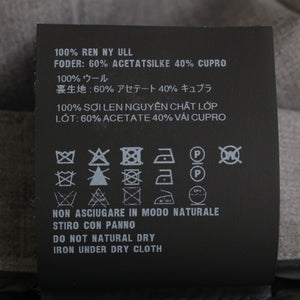 100% REN NY ULL
FODER: 60% ACETATSILKE 40% CUPRO
100% ウール
裏生地: 60% アセテート 40% キュプラ
100% SỢI LEN NGUYÊN CHẤT LỚP
LÓT: 60% ACETATE 40% VẢI CUPRO
NON ASCIUGARE IN MODO NATURALE
STIRO CON PANNO
DO NOT NATURAL DRY
IRON UNDER DRY CLOTH